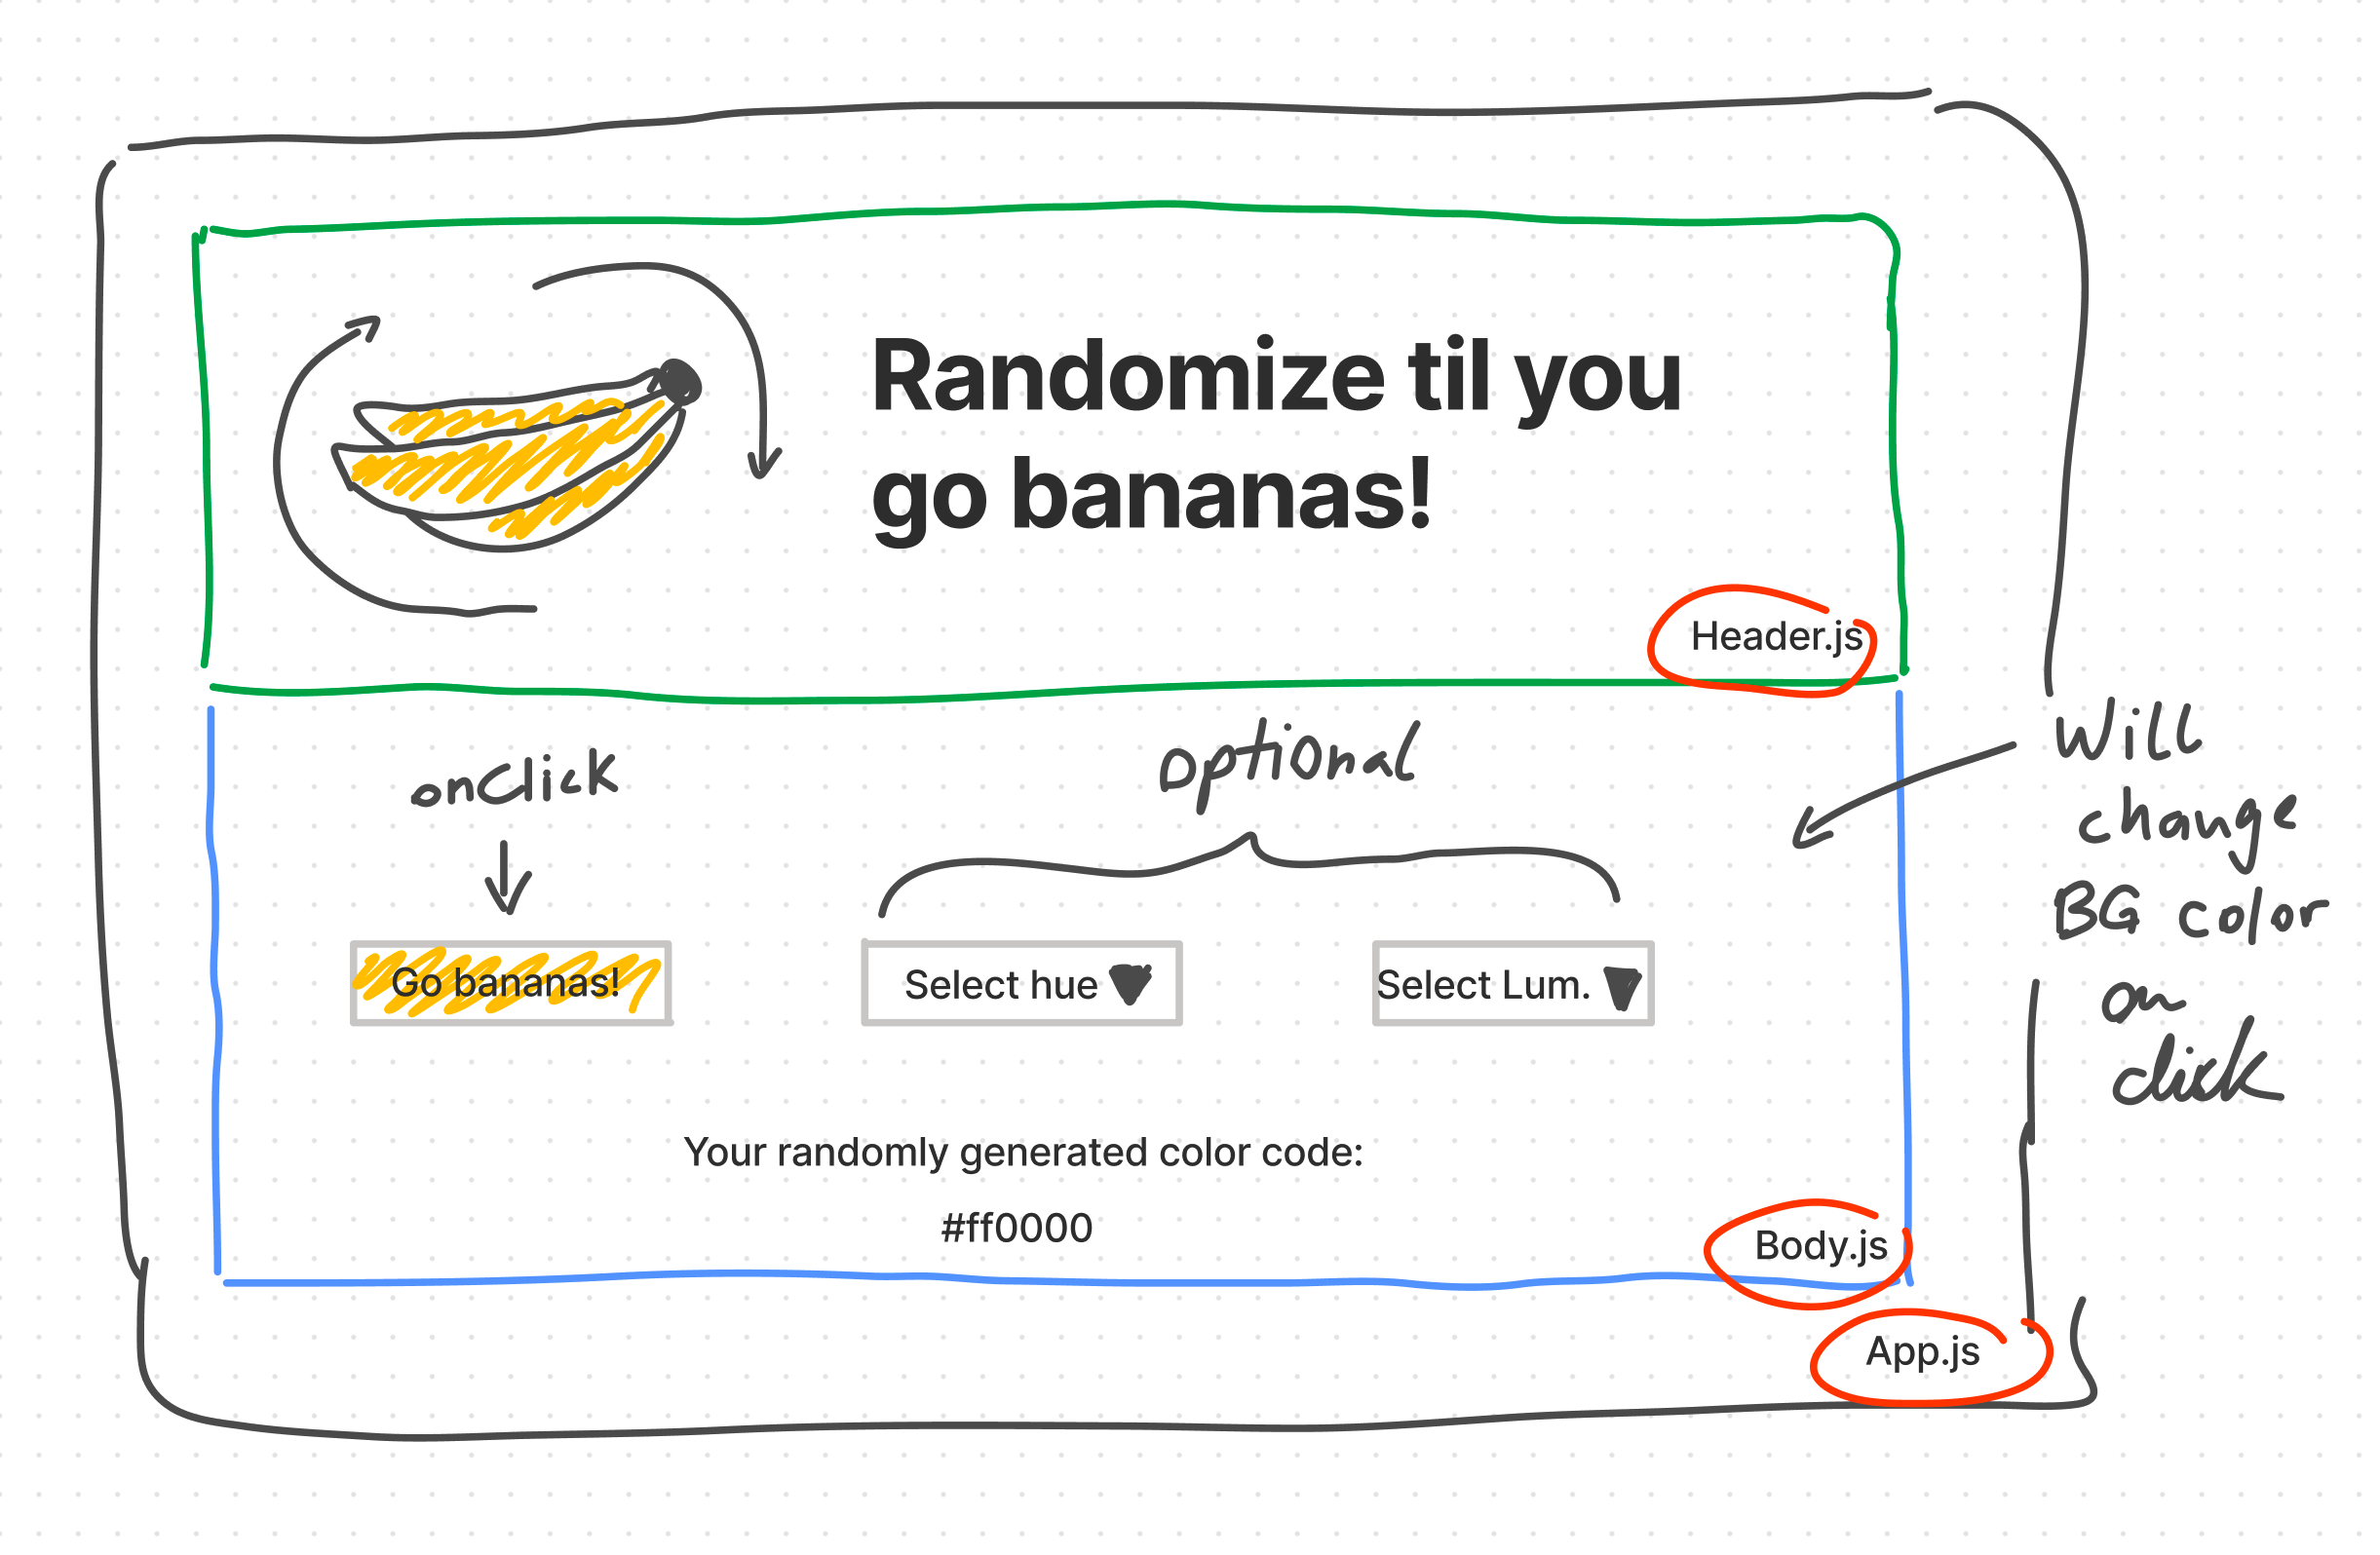 Randomize til you
go bananas!
Header.js
onclick
optional
Will
change
BG color
on
click
Go bananas!
Select hue
Select Lum.
Your randomly generated color code:
#ff0000
Body.js
App.js